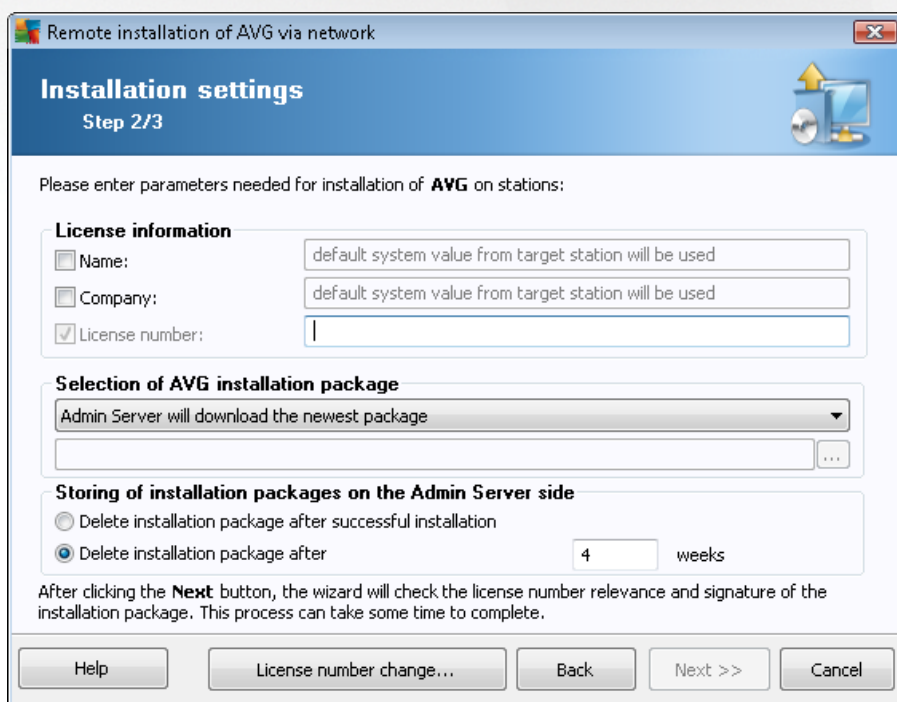 Remote installation of AVG via network
Installation settings
Step 2/3
Please enter parameters needed for installation of AVG on stations:
License information
Name: default system value from target station will be used
Company: default system value from target station will be used
License number:
Selection of AVG installation package
Admin Server will download the newest package
...
Storing of installation packages on the Admin Server side
Delete installation package after successful installation
Delete installation package after 4 weeks
After clicking the Next button, the wizard will check the license number relevance and signature of the
installation package. This process can take some time to complete.
Help License number change... Back Next >> Cancel